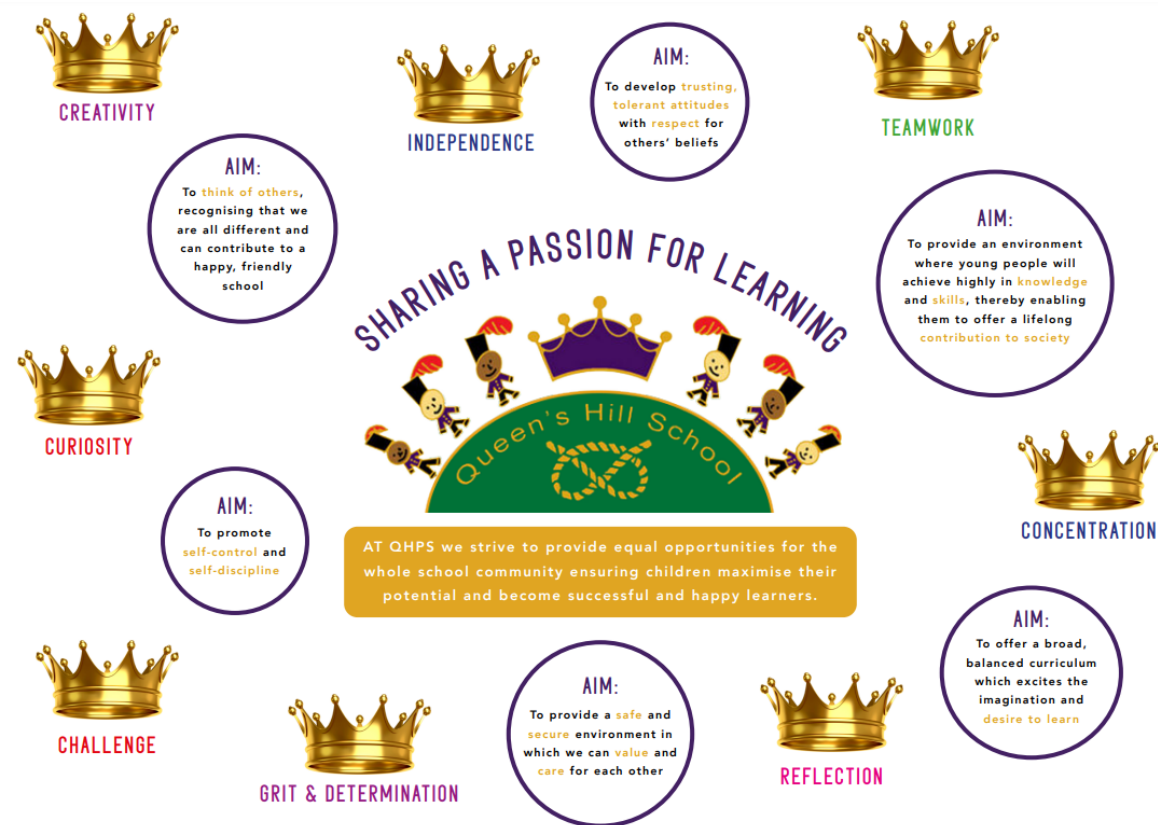 CREATIVITY
INDEPENDENCE
AIM:
To develop trusting,
tolerant attitudes
with respect for
others' beliefs
TEAMWORK
AIM:
To think of others,
recognising that we
are all different and
can contribute to a
happy, friendly
school
SHARING A PASSION FOR LEARNING
AIM:
To provide an environment
where young people will
achieve highly in knowledge
and skills, thereby enabling
them to offer a lifelong
contribution to society
CURIOSITY
Queen's Hill School
CONCENTRATION
AIM:
To promote
self-control and
self-discipline
AT QHPS we strive to provide equal opportunities for the
whole school community ensuring children maximise their
potential and become successful and happy learners.
AIM:
To offer a broad,
balanced curriculum
which excites the
imagination and
desire to learn
CHALLENGE
GRIT & DETERMINATION
AIM:
To provide a safe and
secure environment in
which we can value and
care for each other
REFLECTION